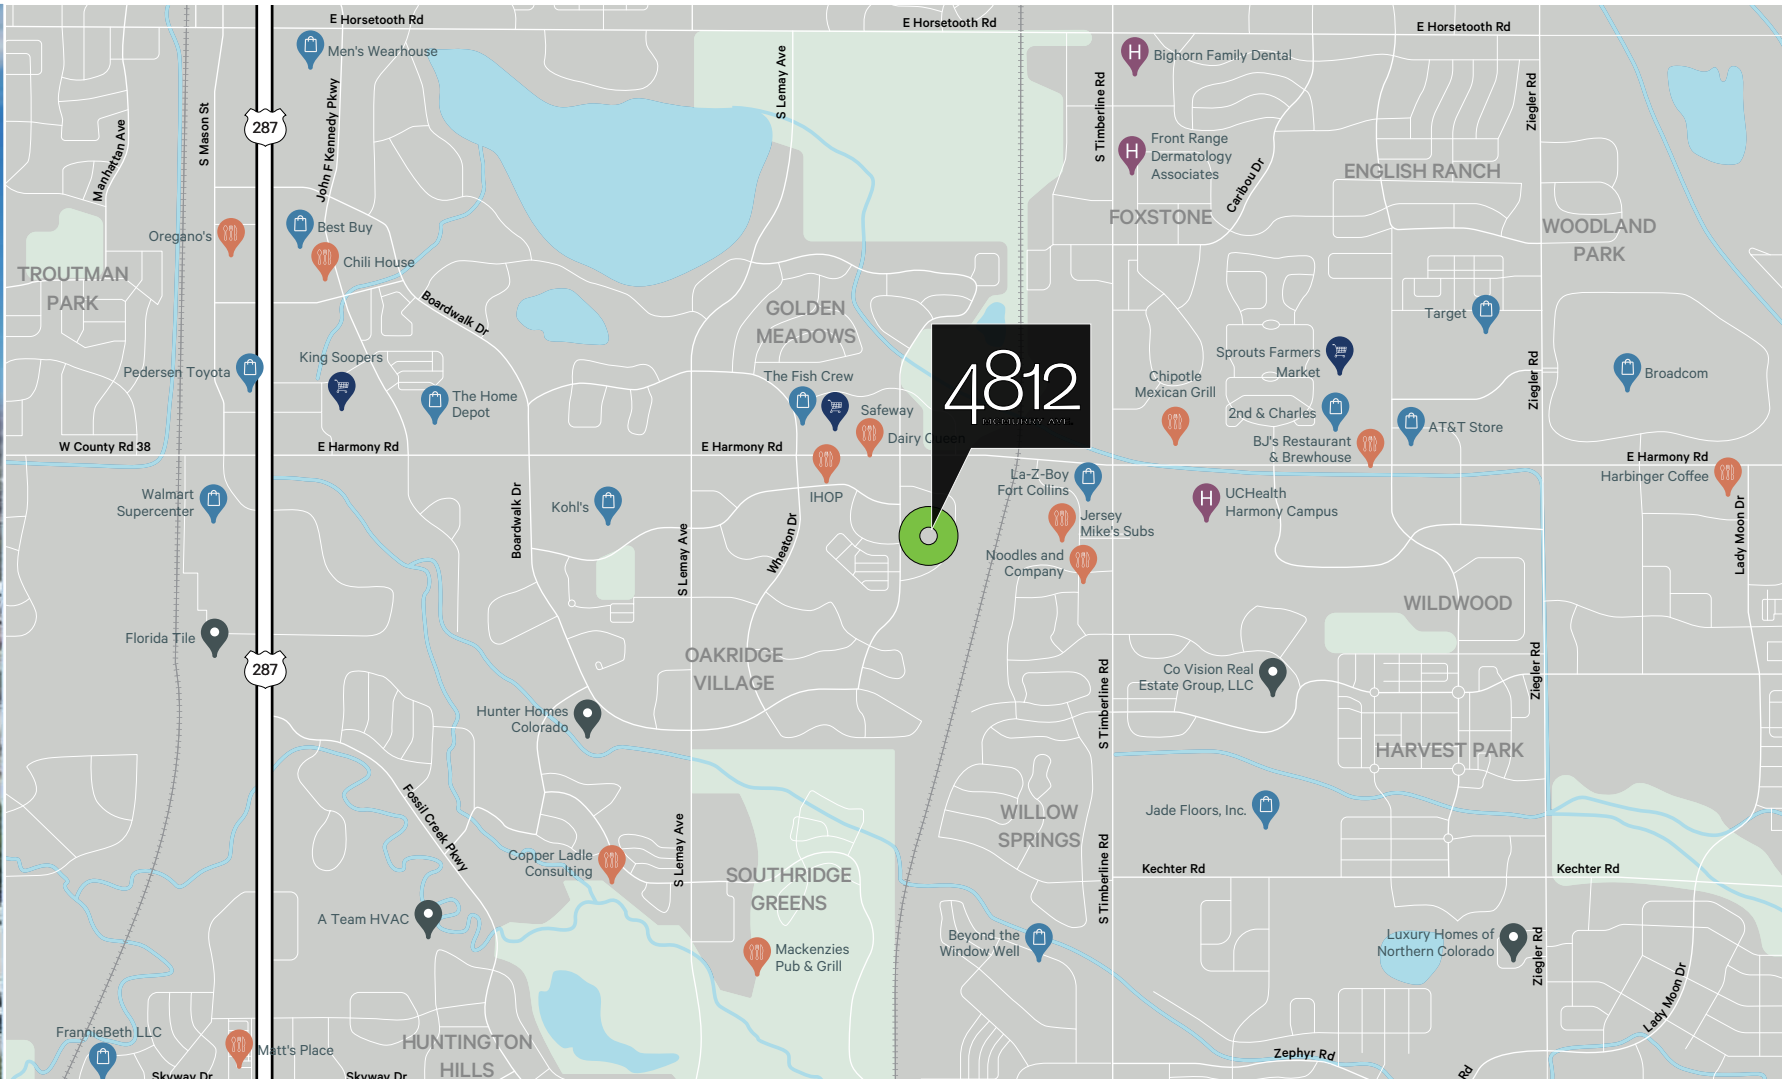 E Horsetooth Rd
E Horsetooth Rd
E Horsetooth Rd
Men's Wearhouse
Bighorn Family Dental
S Lemay Ave
S Timberline Rd
Ziegler Rd
John F Kennedy Pkwy
S Mason St
Manhattan Ave
287
Front Range
Dermatology
Associates
Caribou Dr
ENGLISH RANCH
FOXSTONE
WOODLAND
PARK
Oregano's
Best Buy
Chili House
TROUTMAN
PARK
Boardwalk Dr
GOLDEN
MEADOWS
Target
King Soopers
Pedersen Toyota
The Home
Depot
The Fish Crew
Safeway
Dairy Queen
4812
MCMURRY AVE.
Sprouts Farmers
Market
Chipotle
Mexican Grill
2nd & Charles
AT&T Store
BJ's Restaurant
& Brewhouse
Ziegler Rd
Broadcom
W County Rd 38
E Harmony Rd
E Harmony Rd
E Harmony Rd
Harbinger Coffee
Walmart
Supercenter
Kohl's
IHOP
La-Z-Boy
Fort Collins
Jersey
Mike's Subs
Noodles and
Company
UCHealth
Harmony Campus
Boardwalk Dr
S Lemay Ave
Wheaton Dr
Lady Moon Dr
WILDWOOD
Florida Tile
287
OAKRIDGE
VILLAGE
S Timberline Rd
Co Vision Real
Estate Group, LLC
Ziegler Rd
Hunter Homes
Colorado
HARVEST PARK
Fossil Creek Pkwy
WILLOW
SPRINGS
Jade Floors, Inc.
S Lemay Ave
S Timberline Rd
Copper Ladle
Consulting
SOUTHRIDGE
GREENS
Kechter Rd
Kechter Rd
A Team HVAC
Mackenzies
Pub & Grill
Beyond the
Window Well
Luxury Homes of
Northern Colorado
Ziegler Rd
Lady Moon Dr
FrannieBeth LLC
Matt's Place
HUNTINGTON
HILLS
Zephyr Rd
Skyway Dr
Skyway Dr
Rd
H
H
H